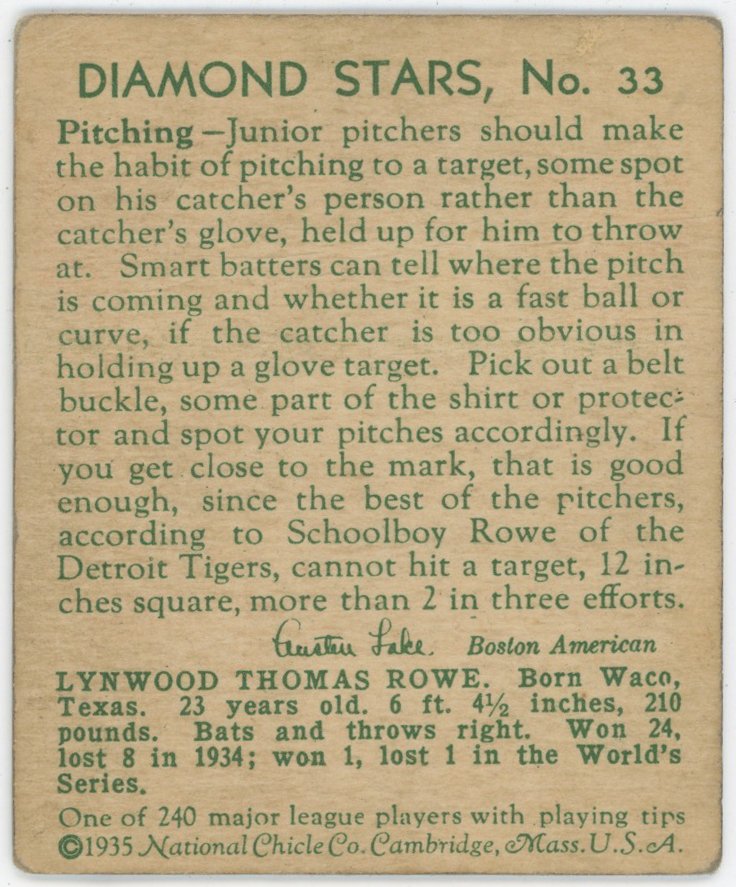 DIAMOND STARS, No. 33
Pitching—Junior pitchers should make
the habit of pitching to a target, some spot
on his catcher's person rather than the
catcher's glove, held up for him to throw
at. Smart batters can tell where the pitch
is coming and whether it is a fast ball or
curve, if the catcher is too obvious in
holding up a glove target. Pick out a belt
buckle, some part of the shirt or protec-
tor and spot your pitches accordingly. If
you get close to the mark, that is good
enough, since the best of the pitchers,
according to Schoolboy Rowe of the
Detroit Tigers, cannot hit a target, 12 in-
ches square, more than 2 in three efforts.
Austen Lake. Boston American
LYNWOOD THOMAS ROWE. Born Waco,
Texas. 23 years old. 6 ft. 4½ inches, 210
pounds. Bats and throws right. Won 24,
lost 8 in 1934; won 1, lost 1 in the World's
Series.
One of 240 major league players with playing tips
©1935 National Chicle Co. Cambridge, Mass. U.S.A.